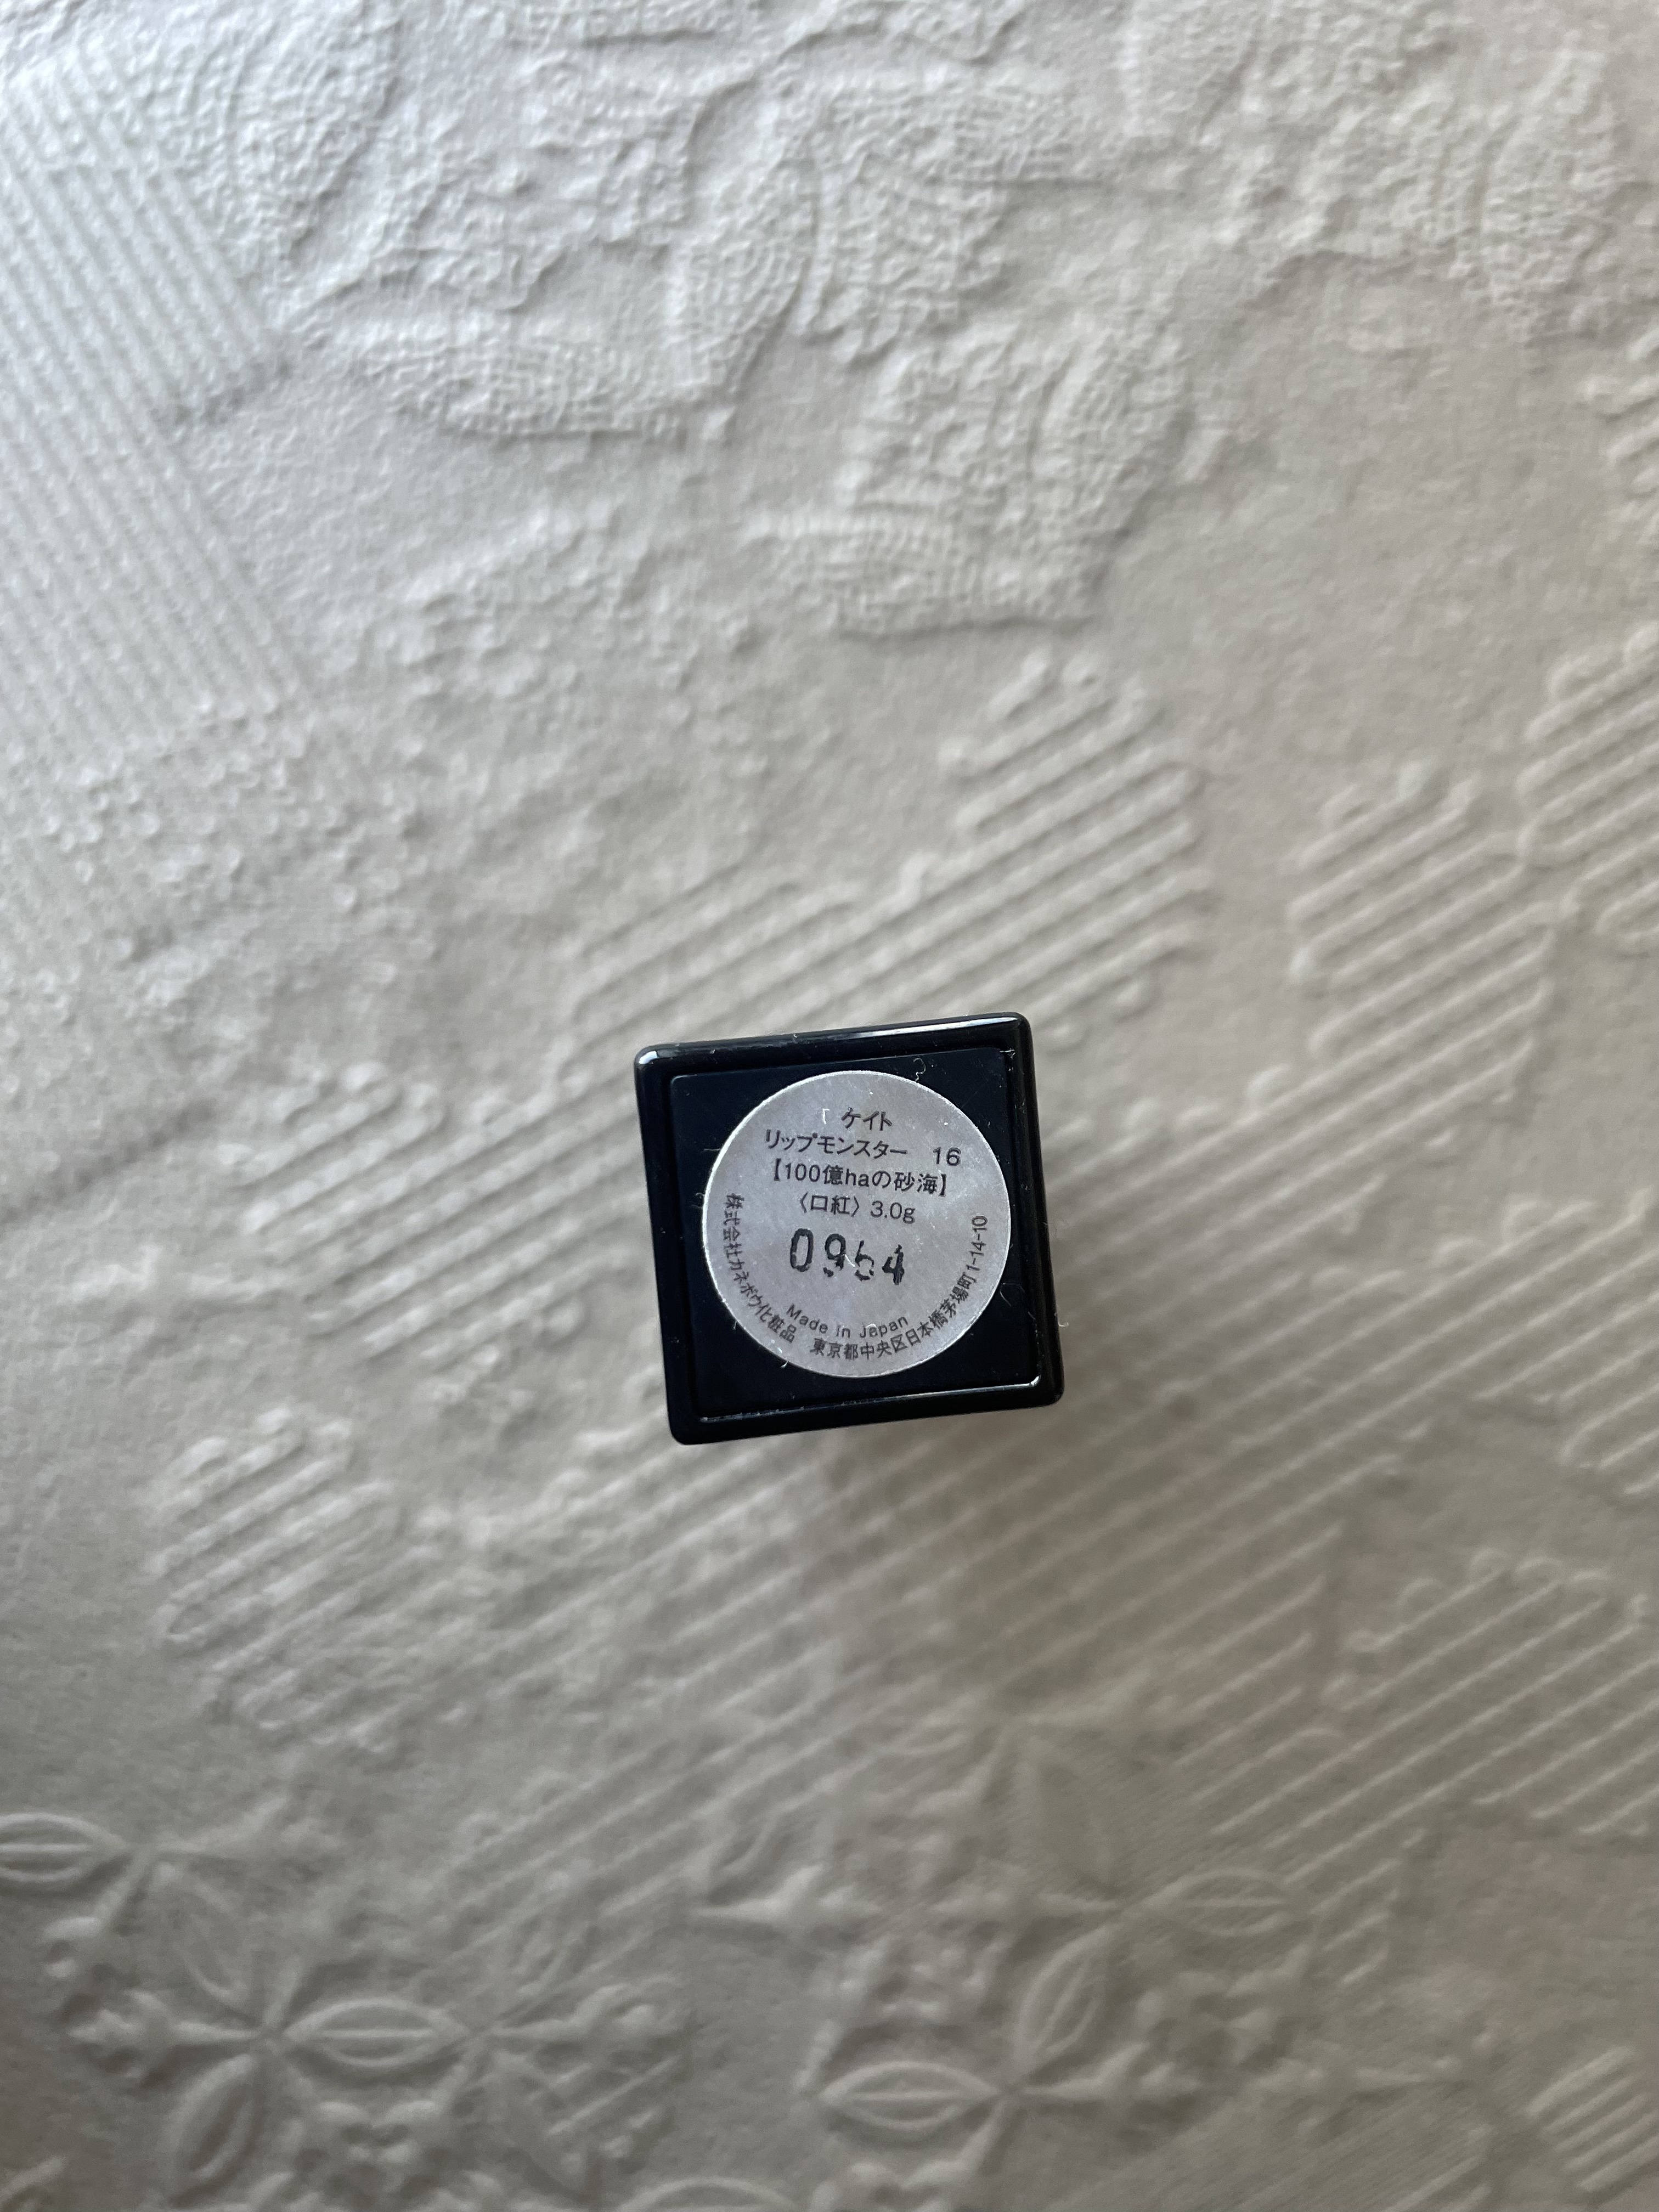 ケイト
リップモンスター 16
【100億haの砂海】
〈口紅〉3.0g
Made in Japan
株式会社カネボウ化粧品 東京都中央区日本橋茅場町1-14-10